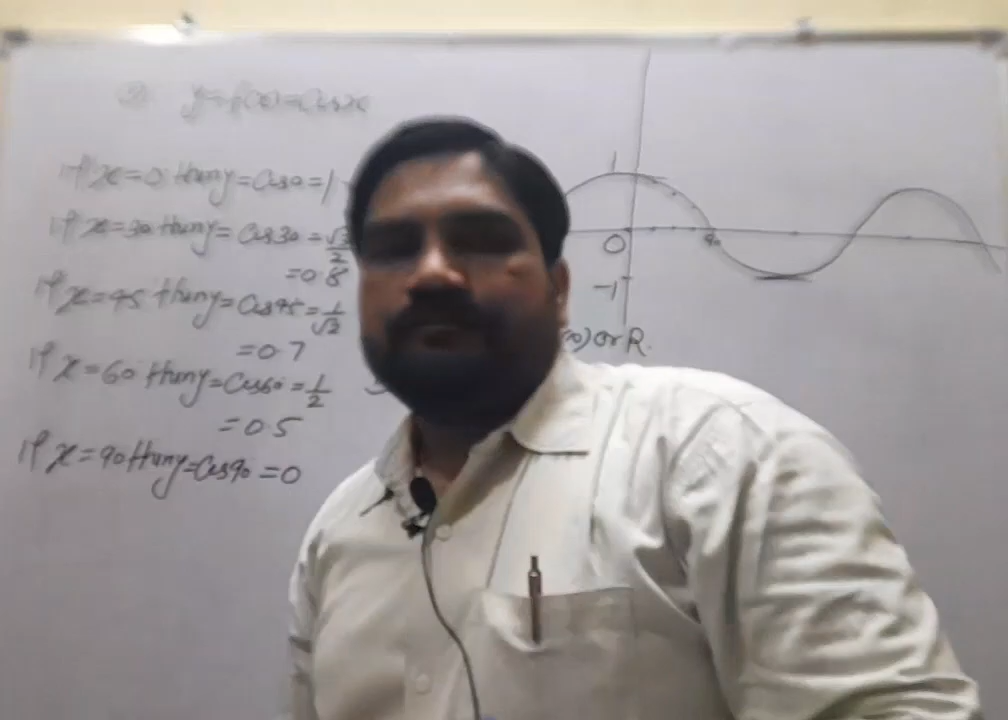 2) y=f(x)=Cosx
If x=0 then y=Cos0=1
If x=30 then y=Cos30=√3/2
=0.8
If x=45 then y=Cos45=1/√2
=0.7
If x=60 then y=Cos60=1/2
=0.5
If x=90 then y=Cos90=0
1
0
90
-1
or R.